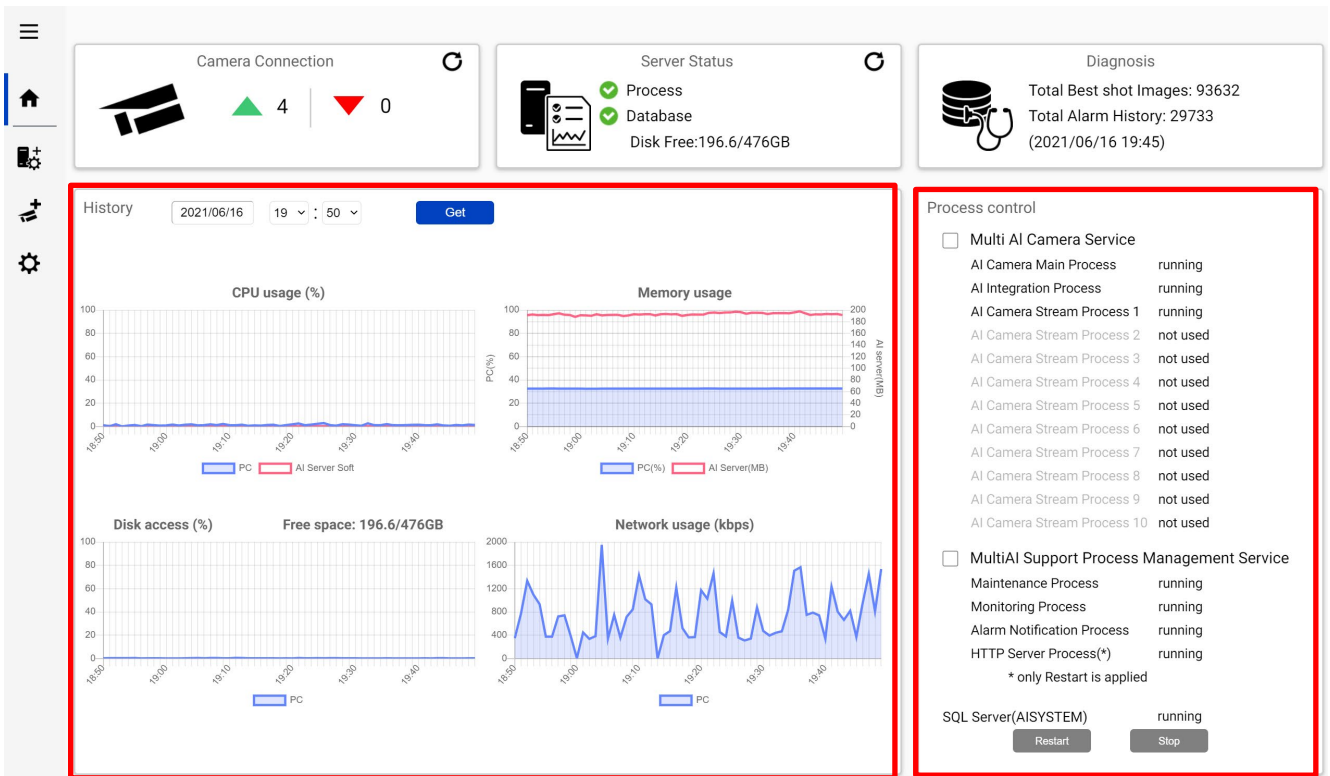 Camera Connection
4
0
Server Status
Process
Database
Disk Free:196.6/476GB
Diagnosis
Total Best shot Images: 93632
Total Alarm History: 29733
(2021/06/16 19:45)
History
2021/06/16
19 : 50
Get
CPU usage (%)
100
80
60
40
20
0
18:50 19:00 19:10 19:20 19:30 19:40
PC AI Server Soft
Memory usage
PC(%)
100
80
60
40
20
0
200
180
160
140
120
100
80
60
40
20
0
AI server(MB)
18:50 19:00 19:10 19:20 19:30 19:40
PC(%) AI Server(MB)
Disk access (%) Free space: 196.6/476GB
100
80
60
40
20
0
18:50 19:00 19:10 19:20 19:30 19:40
PC
Network usage (kbps)
2000
1600
1200
800
400
0
18:50 19:00 19:10 19:20 19:30 19:40
PC
Process control
Multi AI Camera Service
AI Camera Main Process running
AI Integration Process running
AI Camera Stream Process 1 running
AI Camera Stream Process 2 not used
AI Camera Stream Process 3 not used
AI Camera Stream Process 4 not used
AI Camera Stream Process 5 not used
AI Camera Stream Process 6 not used
AI Camera Stream Process 7 not used
AI Camera Stream Process 8 not used
AI Camera Stream Process 9 not used
AI Camera Stream Process 10 not used
MultiAI Support Process Management Service
Maintenance Process running
Monitoring Process running
Alarm Notification Process running
HTTP Server Process(*) running
* only Restart is applied
SQL Server(AISYSTEM) running
Restart Stop